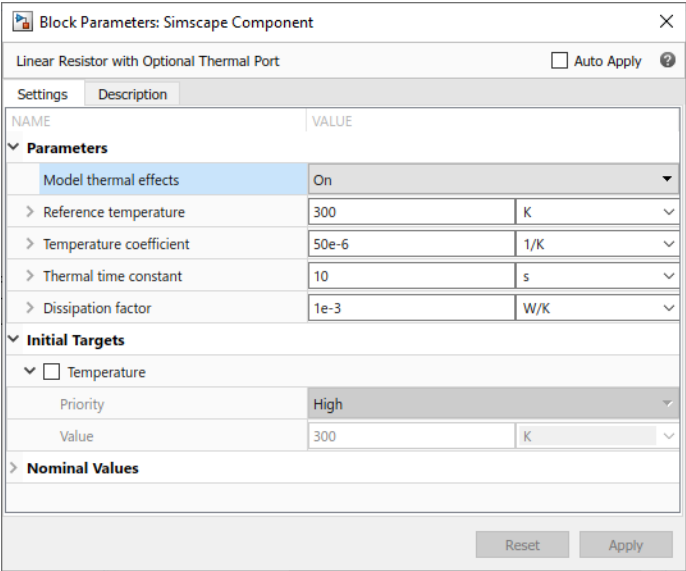 Block Parameters: Simscape Component
Linear Resistor with Optional Thermal Port Auto Apply
Settings Description
NAME VALUE
Parameters
Model thermal effects On
Reference temperature 300 K
Temperature coefficient 50e-6 1/K
Thermal time constant 10 s
Dissipation factor 1e-3 W/K
Initial Targets
Temperature
Priority High
Value 300 K
Nominal Values
Reset Apply